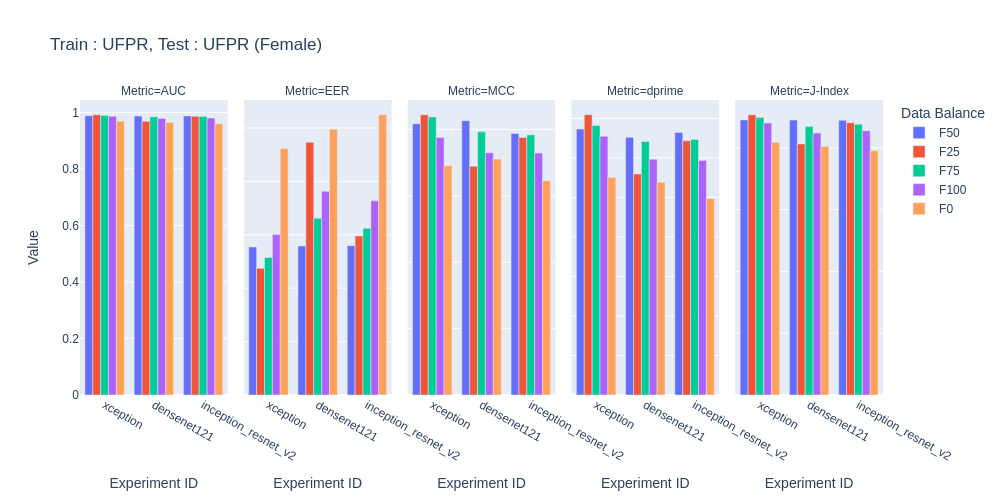 Train : UFPR, Test : UFPR (Female)
Metric=AUC
Metric=EER
Metric=MCC
Metric=dprime
Metric=J-Index
Value
1
0.8
0.6
0.4
0.2
0
xception
densenet121
inception_resnet_v2
xception
densenet121
inception_resnet_v2
xception
densenet121
inception_resnet_v2
xception
densenet121
inception_resnet_v2
xception
densenet121
inception_resnet_v2
Experiment ID
Experiment ID
Experiment ID
Experiment ID
Experiment ID
Data Balance
F50
F25
F75
F100
F0